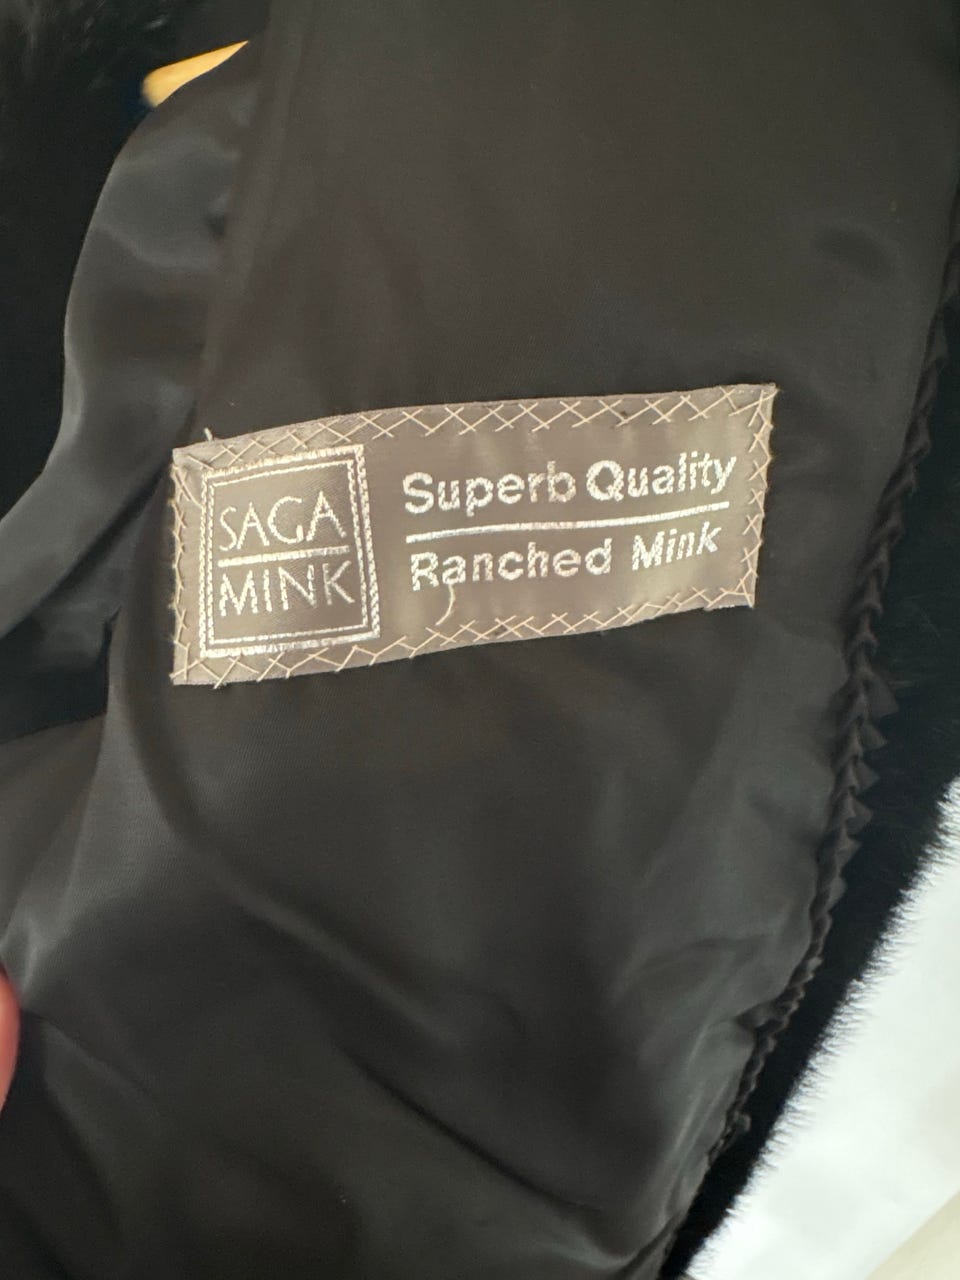 SAGA
MINK
Superb Quality
Ranched Mink